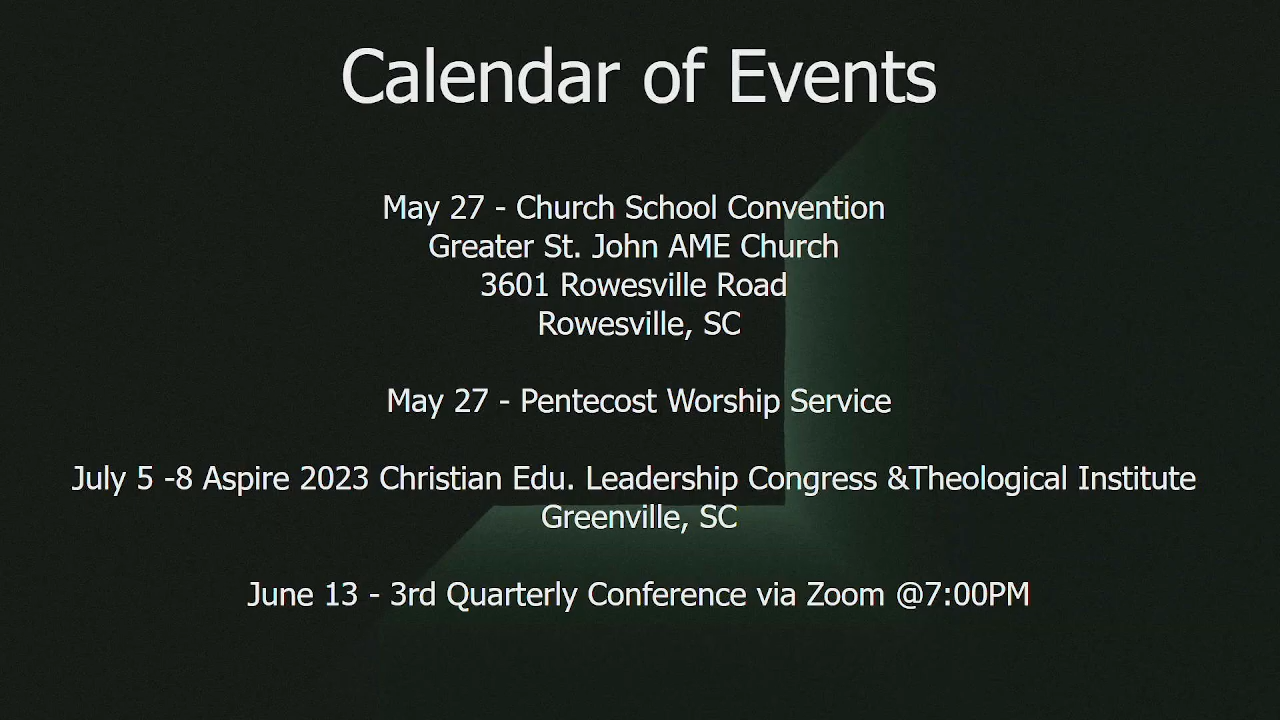 Calendar of Events
May 27 - Church School Convention
Greater St. John AME Church
3601 Rowesville Road
Rowesville, SC
May 27 - Pentecost Worship Service
July 5 -8 Aspire 2023 Christian Edu. Leadership Congress &Theological Institute
Greenville, SC
June 13 - 3rd Quarterly Conference via Zoom @7:00PM